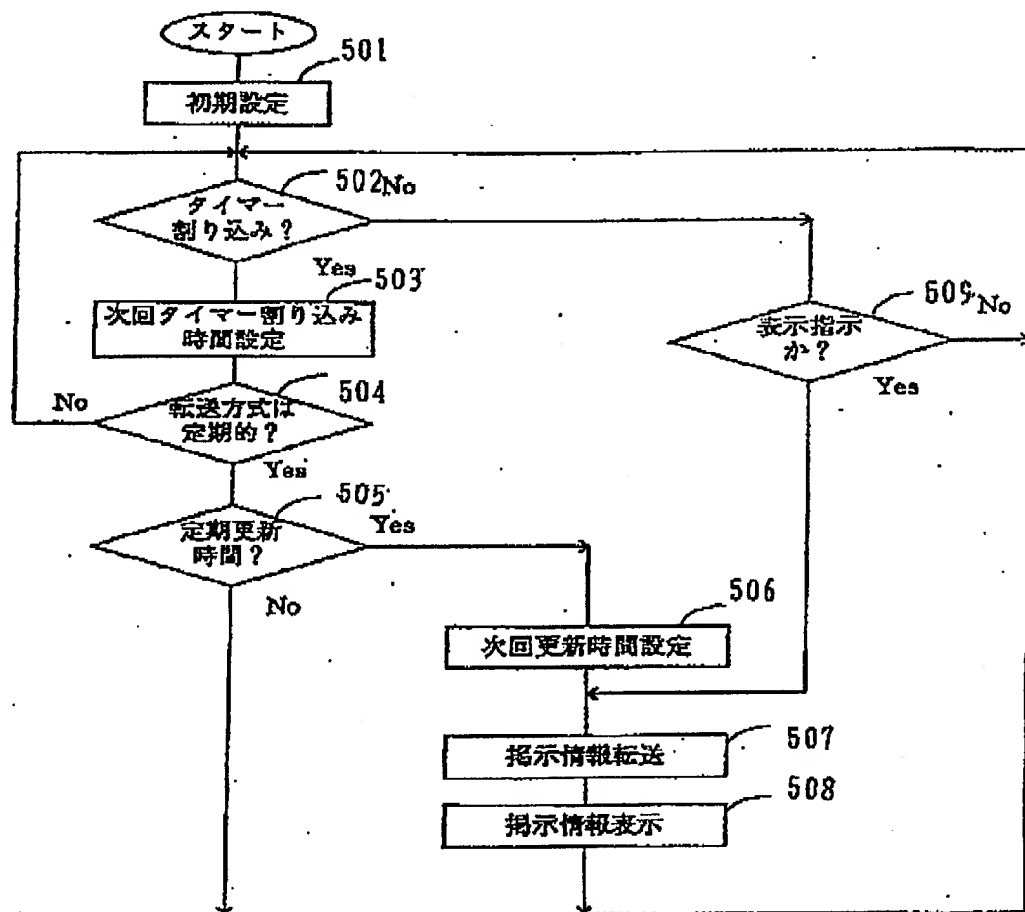 スタート
501
初期設定
502
No
タイマー
割り込み？
Yes
503
次回タイマー割り込み
時間設定
509
No
表示指示
か？
Yes
No
504
転送方式は
定期的？
Yes
505
定期更新
時間？
Yes
No
506
次回更新時間設定
507
掲示情報転送
508
掲示情報表示